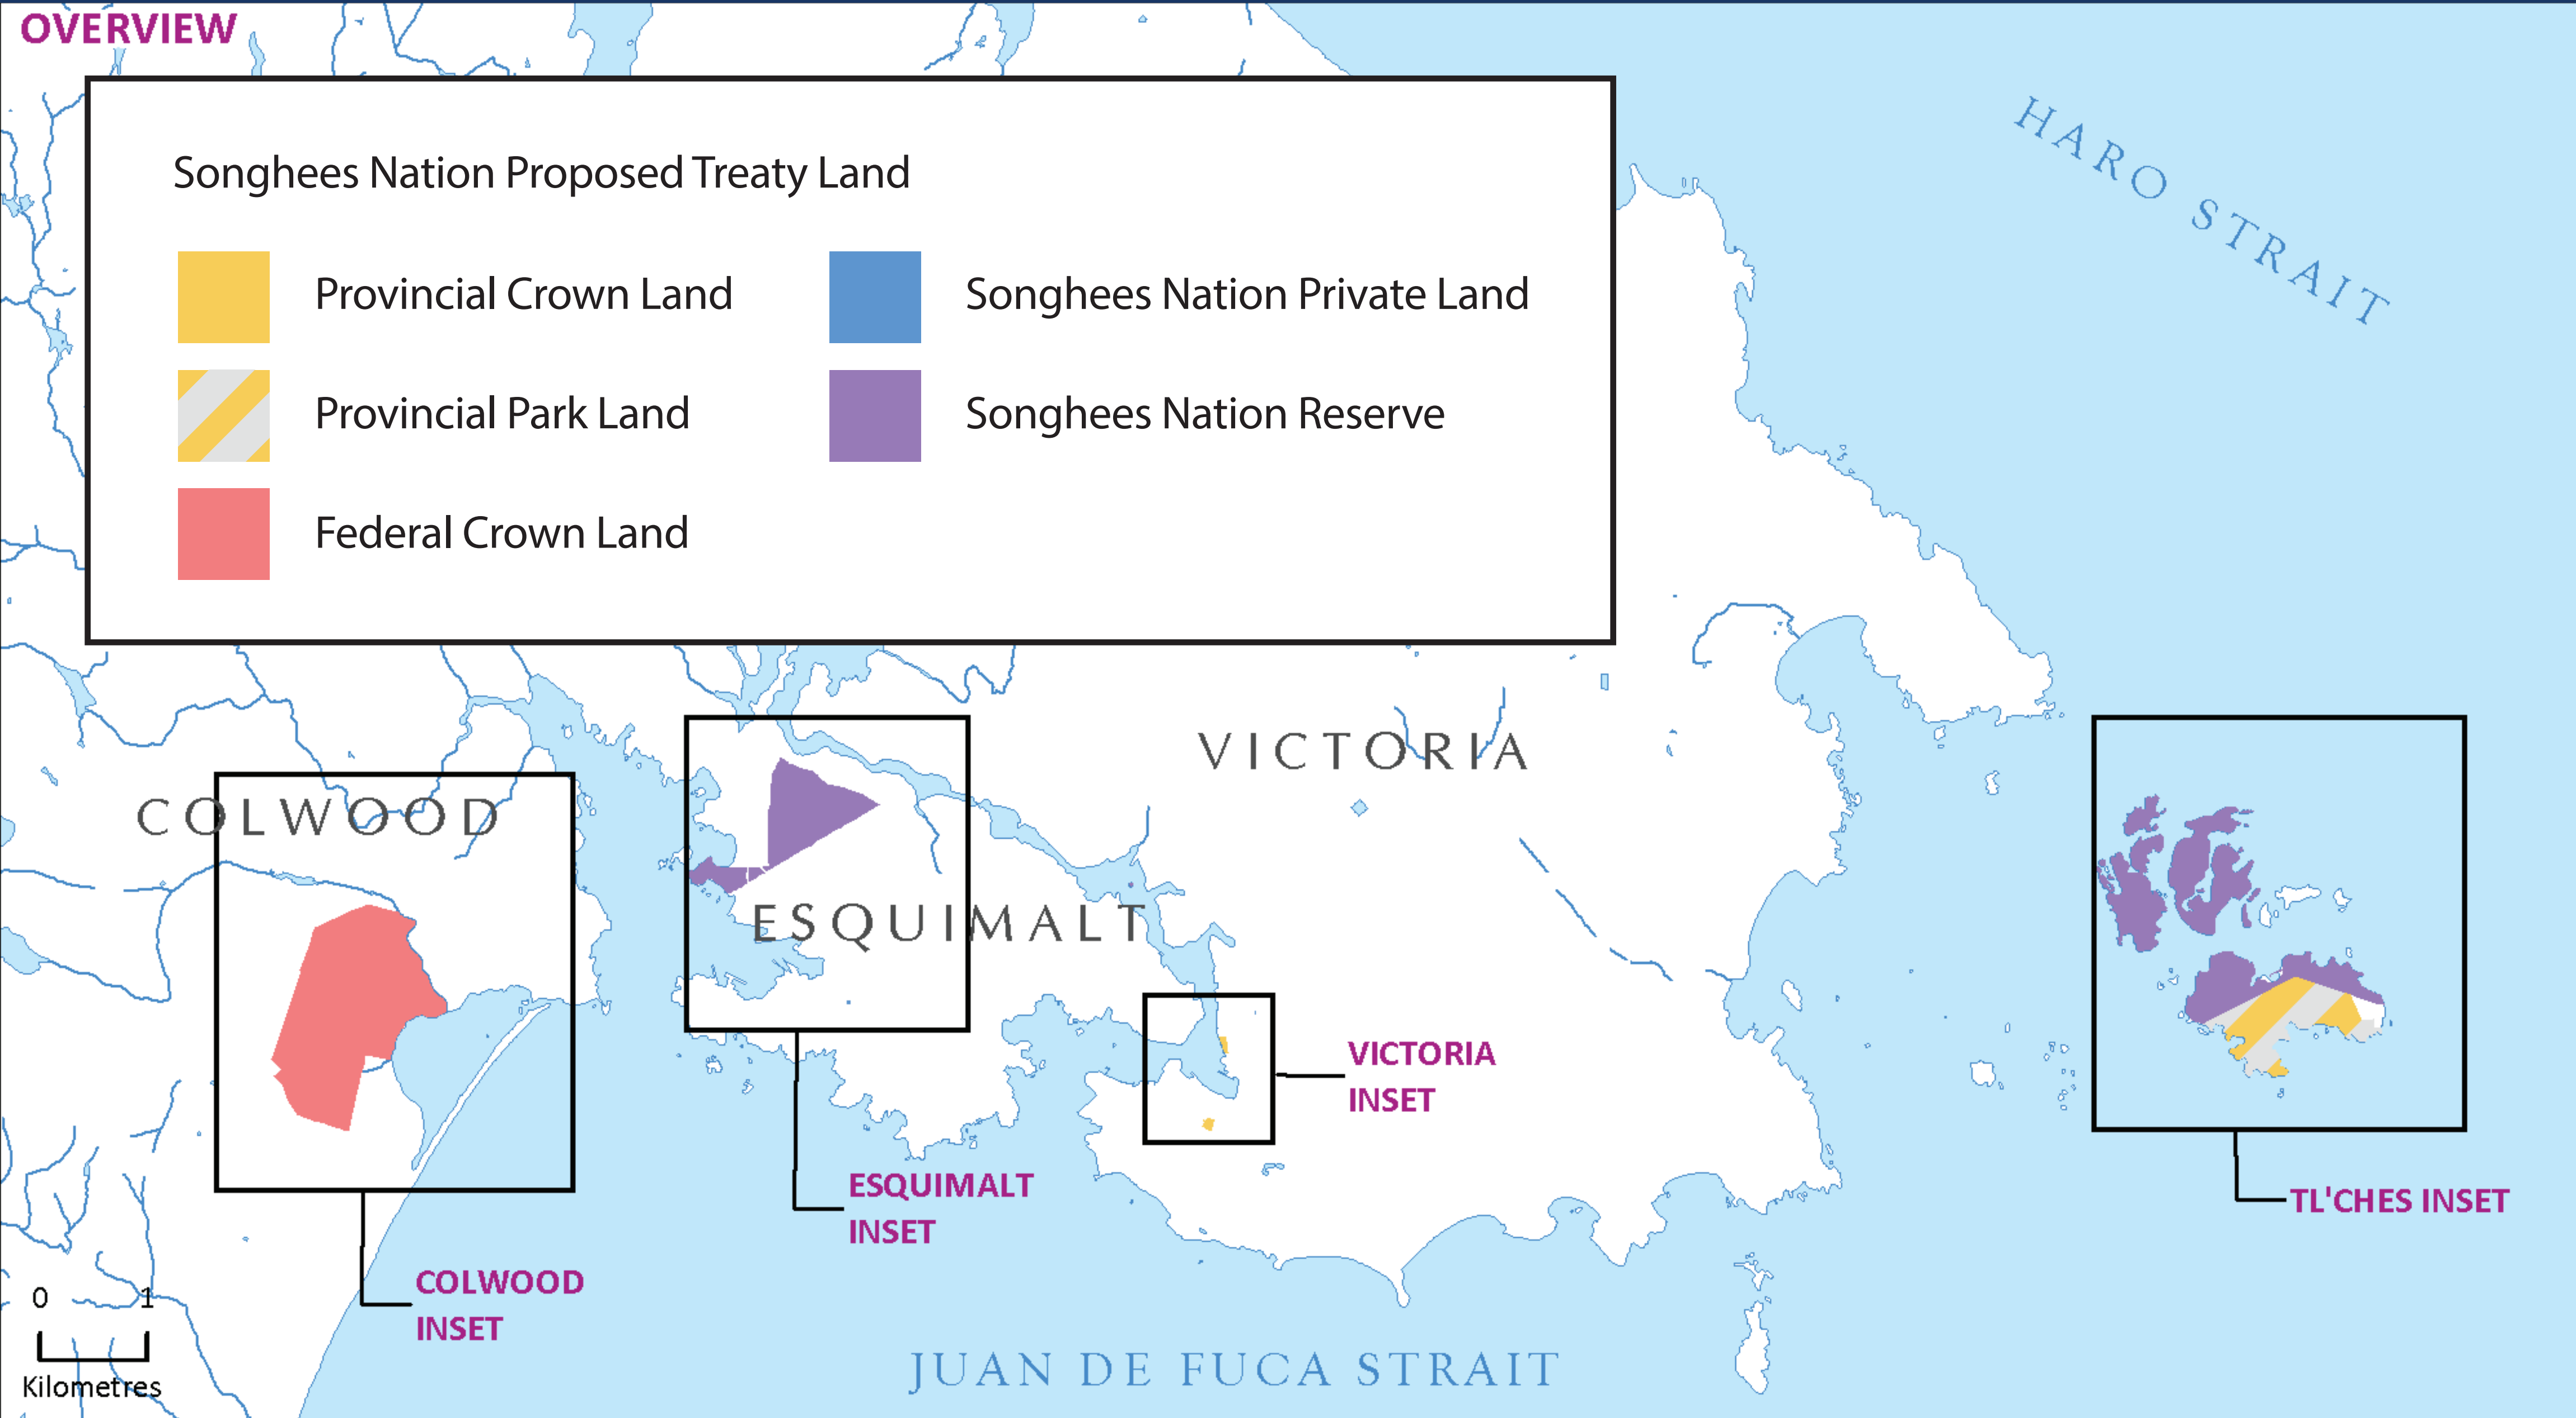 OVERVIEW
Songhees Nation Proposed Treaty Land
Provincial Crown Land
Provincial Park Land
Federal Crown Land
Songhees Nation Private Land
Songhees Nation Reserve
HARO STRAIT
VICTORIA
COLWOOD
ESQUIMALT
VICTORIA
INSET
ESQUIMALT
INSET
TL'CHES INSET
COLWOOD
INSET
0 1
Kilometres
JUAN DE FUCA STRAIT